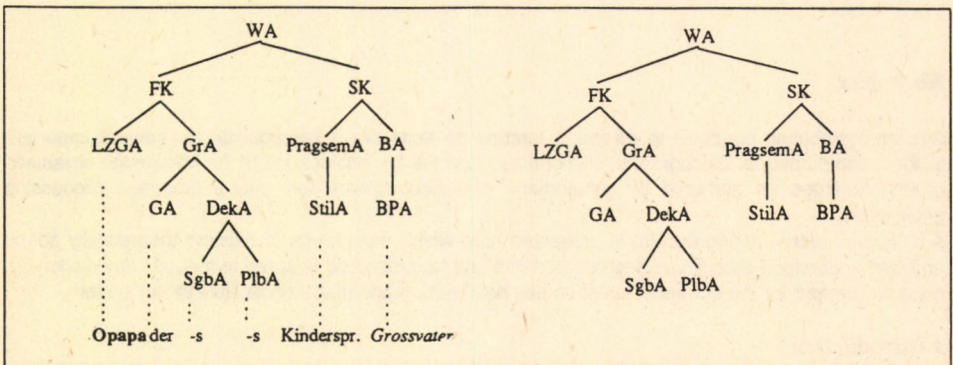 WA
FK SK
LZGA GrA PragsemA BA
GA DekA StilA BPA
SgbA PlbA
Opapa der -s -s Kinderspr. Grossvater
WA
FK SK
LZGA GrA PragsemA BA
GA DekA StilA BPA
SgbA PlbA